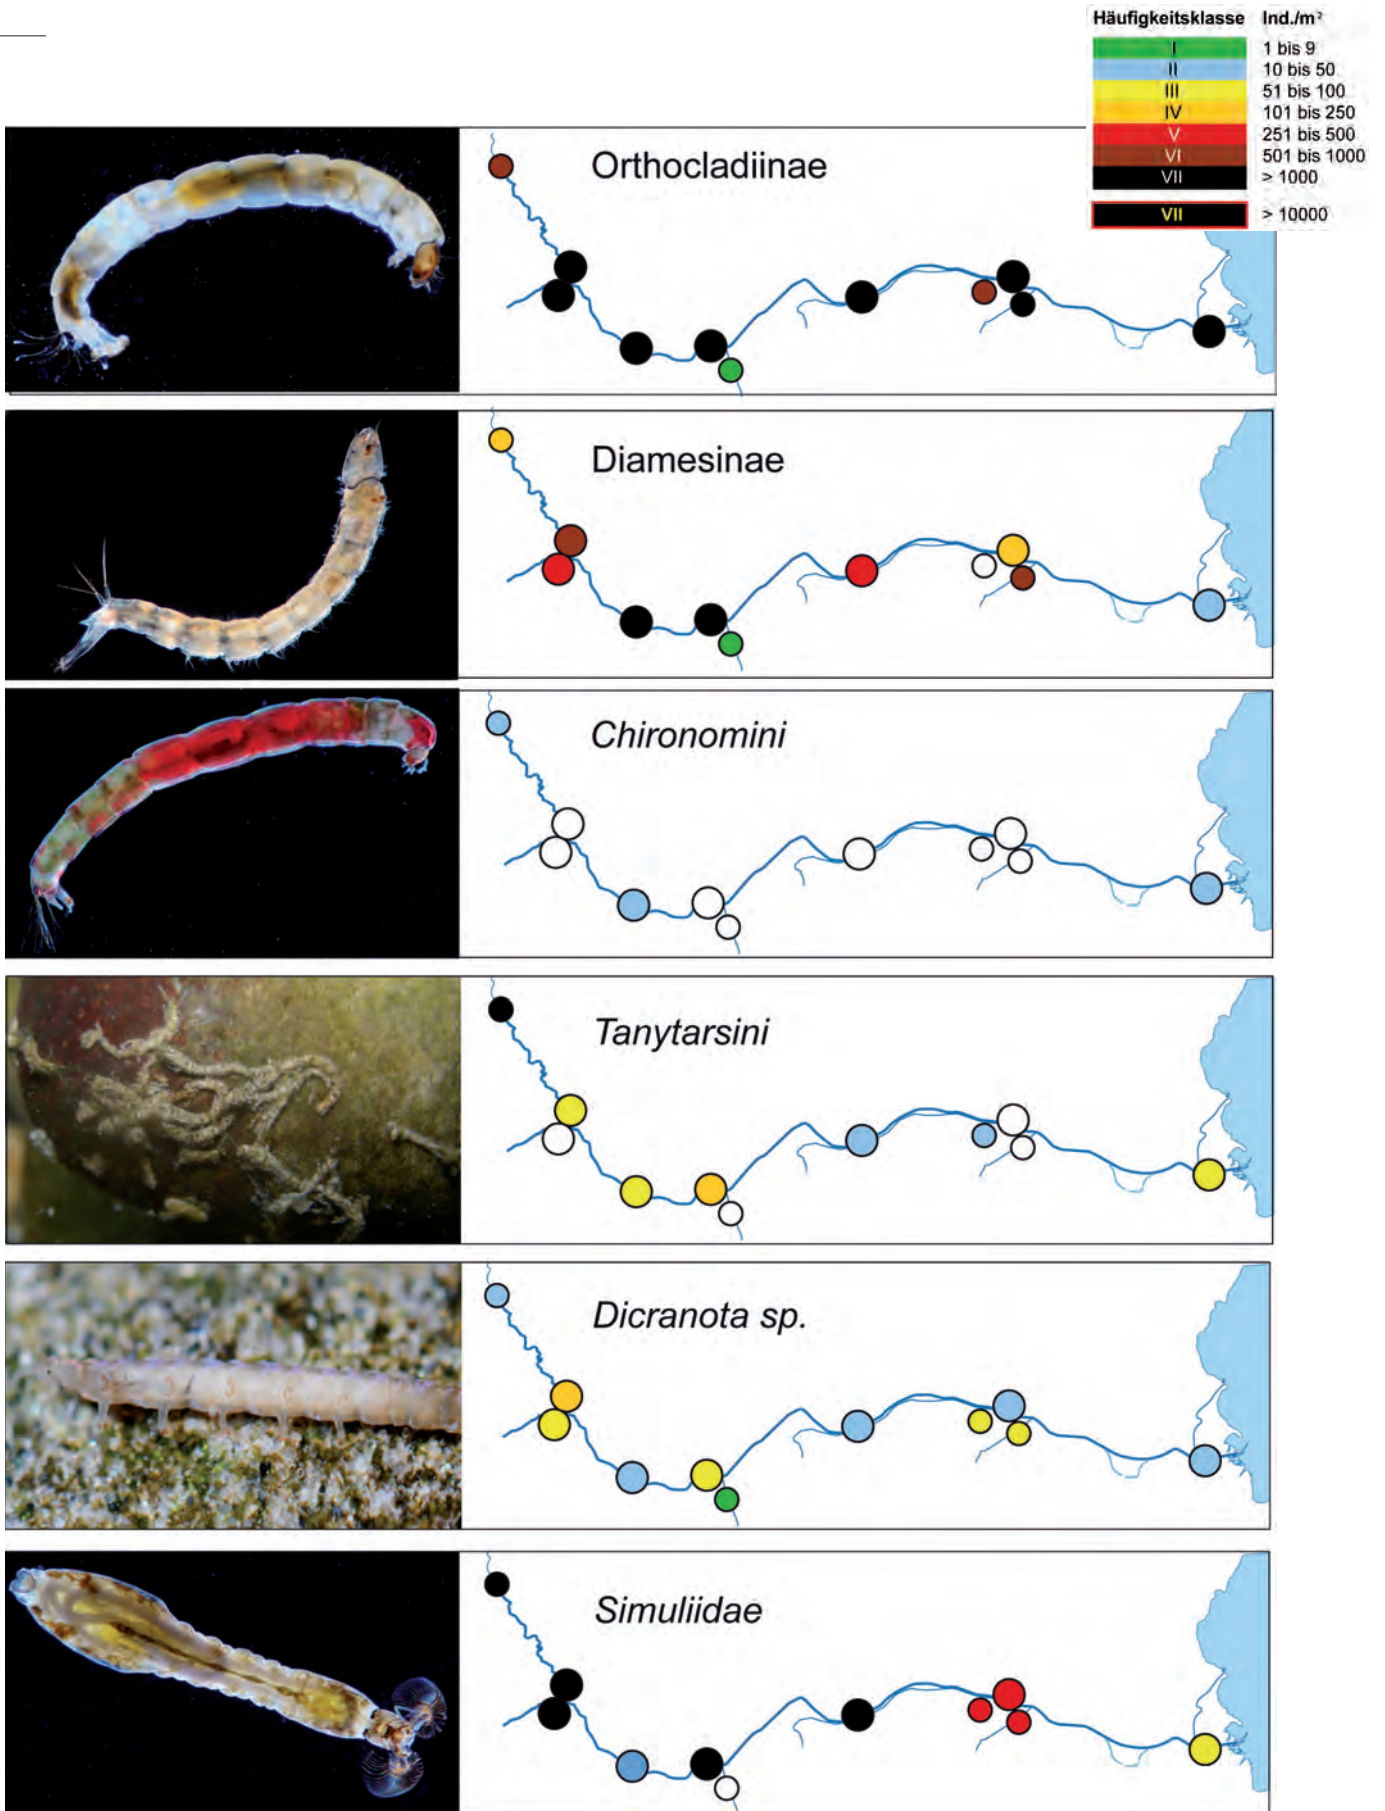 Häufigkeitsklasse Ind./m²
I 1 bis 9
II 10 bis 50
III 51 bis 100
IV 101 bis 250
V 251 bis 500
VI 501 bis 1000
VII > 1000
VII > 10000
Orthocladiinae
Diamesinae
Chironomini
Tanytarsini
Dicranota sp.
Simuliidae